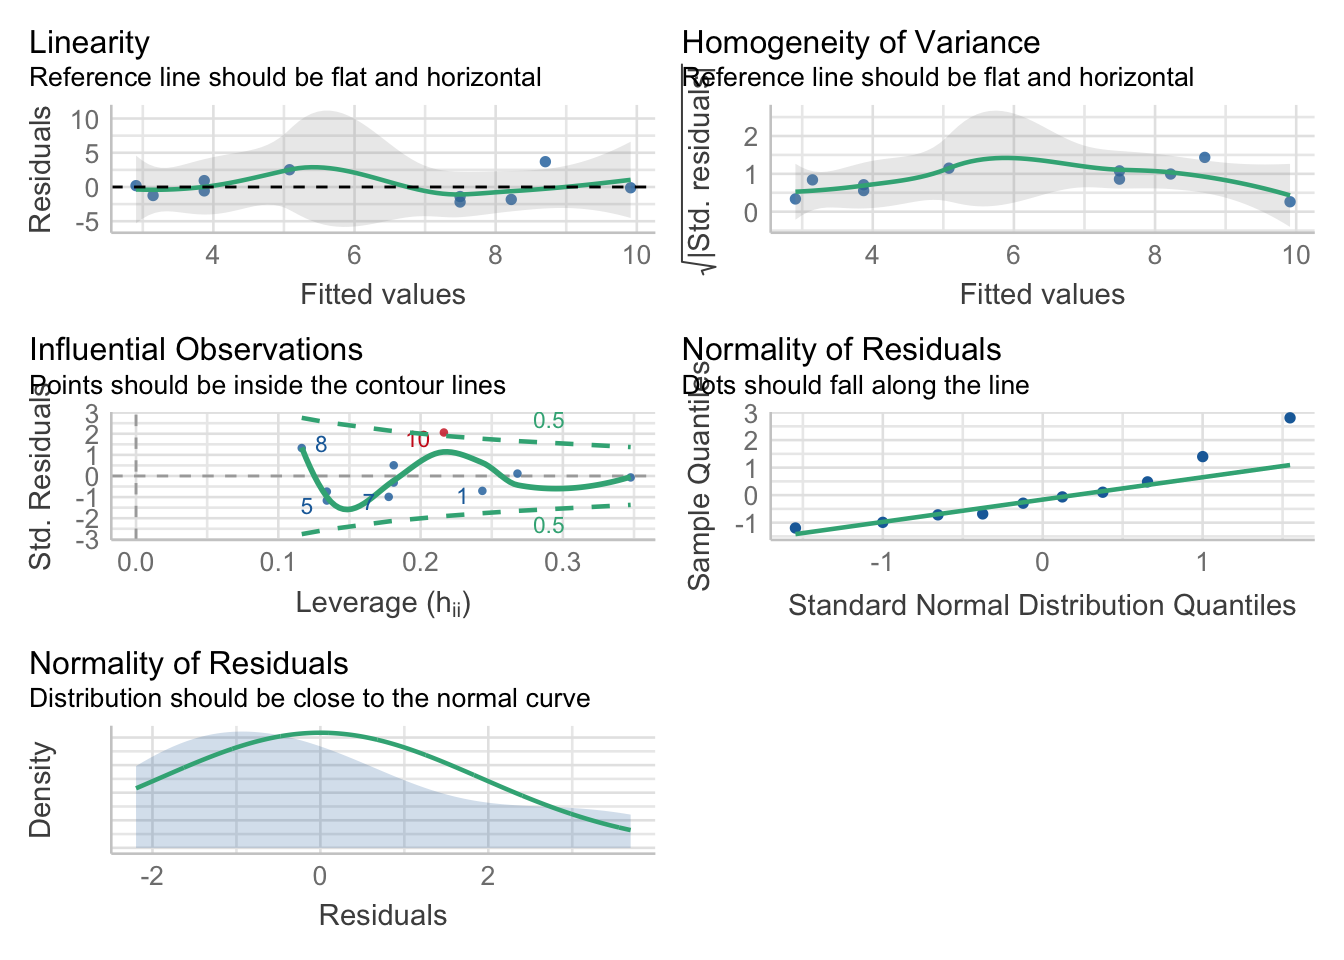 Linearity
Reference line should be flat and horizontal
Residuals
10
5
0
-5
4
6
8
10
Fitted values
Homogeneity of Variance
Reference line should be flat and horizontal
√|Std. residuals|
2
1
0
4
6
8
10
Fitted values
Influential Observations
Points should be inside the contour lines
Std. Residuals
3
2
1
0
-1
-2
-3
0.5
10
8
5
7
1
0.5
0.0
0.1
0.2
0.3
Leverage (hii)
Normality of Residuals
Dots should fall along the line
Sample Quantiles
3
2
1
0
-1
-1
0
1
Standard Normal Distribution Quantiles
Normality of Residuals
Distribution should be close to the normal curve
Density
-2
0
2
Residuals